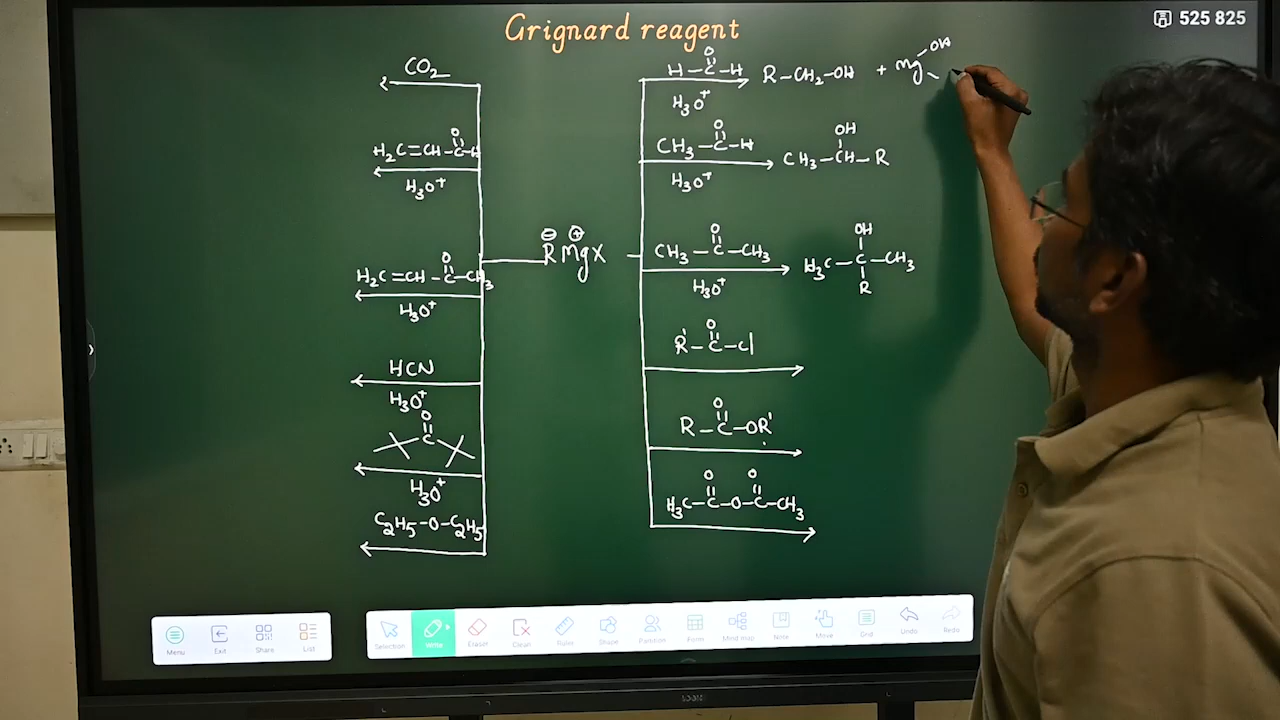 Grignard reagent
525 825
CO2
H2C=CH-C-H
O
H3O+
H2C=CH-C-CH3
O
H3O+
HCN
H3O+
O
C
H3O+
C2H5-O-C2H5
⊖ ⊕
RMgX
O
H-C-H
H3O+
R-CH2-OH + Mg-OH
O
CH3-C-H
H3O+
OH
CH3-CH-R
O
CH3-C-CH3
H3O+
OH
H3C-C-CH3
R
O
R'-C-Cl
O
R-C-OR'
O O
H3C-C-O-C-CH3
Menu
Exit
Share
List
Selection
Write
Eraser
Clean
Ruler
Shape
Partition
Form
Mind map
Note
Move
Grid
Undo
Redo